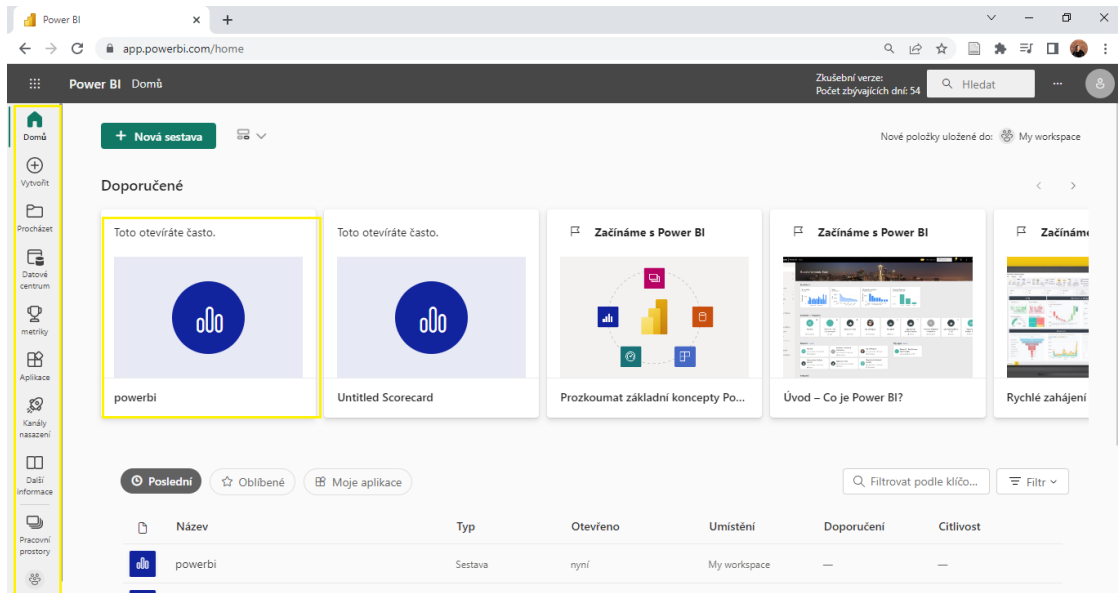 Power BI
app.powerbi.com/home
Power BI Domů
Zkušební verze:
Počet zbývajících dní: 54
Hledat
Domů
Vytvořit
Procházet
Datové
centrum
metriky
Aplikace
Kanály
nasazení
Další
informace
Pracovní
prostory
+ Nová sestava
Nové položky uložené do: My workspace
Doporučené
Toto otevíráte často.
powerbi
Toto otevíráte často.
Untitled Scorecard
Začínáme s Power BI
Prozkoumat základní koncepty Po...
Začínáme s Power BI
Úvod – Co je Power BI?
Začínáme
Rychlé zahájení
Poslední
Oblíbené
Moje aplikace
Filtrovat podle klíčo...
Filtr
Název Typ Otevřeno Umístění Doporučení Citlivost
powerbi Sestava nyní My workspace — —